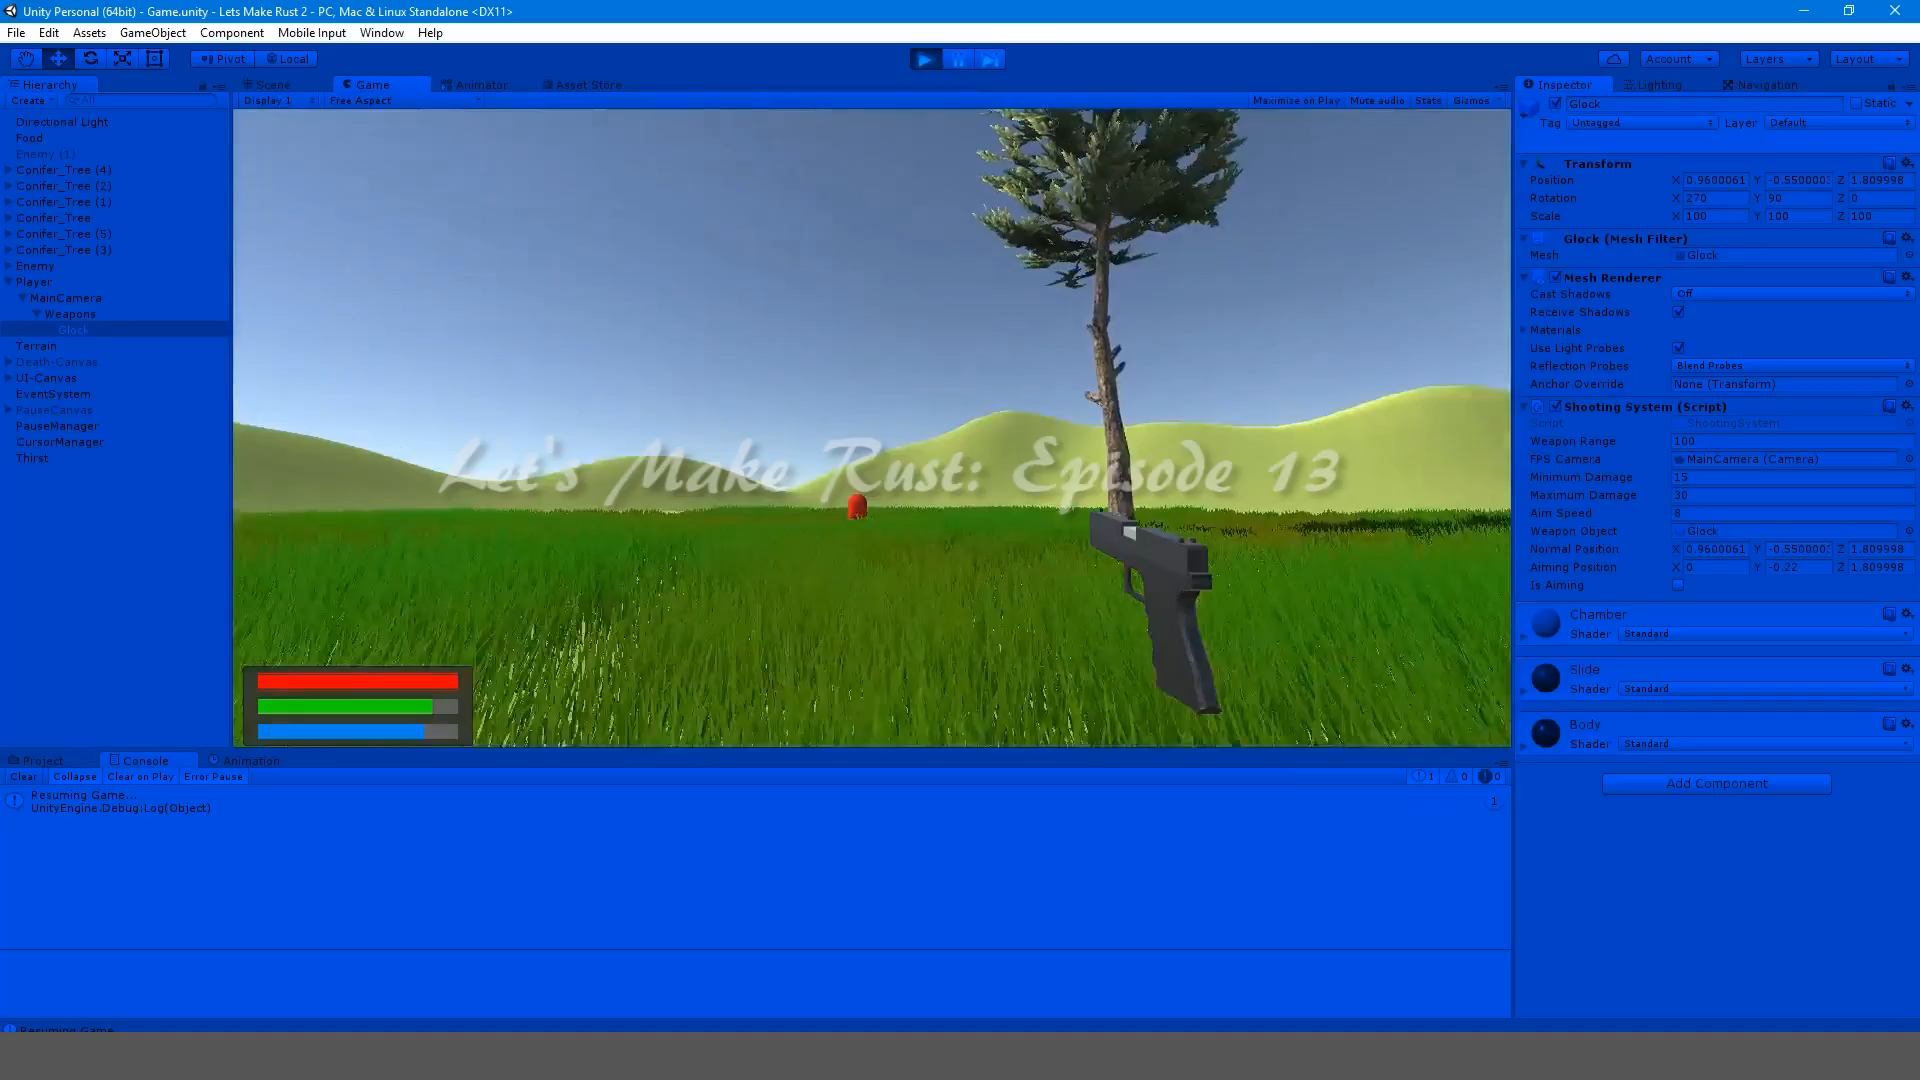 Unity Personal (64bit) - Game.unity - Lets Make Rust 2 - PC, Mac & Linux Standalone <DX11>
File Edit Assets GameObject Component Mobile Input Window Help
Pivot Local Account Layers Layout
Hierarchy Scene Game Animator Asset Store Inspector Lighting Navigation
Create All Display 1 Free Aspect Maximize on Play Mute audio Stats Gizmos Glock Static
Tag Untagged Layer Default
Directional Light
Food
Enemy (1)
Conifer_Tree (4)
Conifer_Tree (2)
Conifer_Tree (1)
Conifer_Tree
Conifer_Tree (5)
Conifer_Tree (3)
Enemy
Player
MainCamera
Weapons
Glock
Terrain
Death-Canvas
UI-Canvas
EventSystem
PauseCanvas
PauseManager
CursorManager
Thirst
Let's Make Rust: Episode 13
Transform
Position X 0.9600061 Y -0.5500003 Z 1.809998
Rotation X 270 Y 90 Z 0
Scale X 100 Y 100 Z 100
Glock (Mesh Filter)
Mesh Glock
Mesh Renderer
Cast Shadows Off
Receive Shadows
Materials
Use Light Probes
Reflection Probes Blend Probes
Anchor Override None (Transform)
Shooting System (Script)
Script ShootingSystem
Weapon Range 100
FPS Camera MainCamera (Camera)
Minimum Damage 15
Maximum Damage 30
Aim Speed 8
Weapon Object Glock
Normal Position X 0.9600061 Y -0.5500003 Z 1.809998
Aiming Position X 0 Y -0.22 Z 1.809998
Is Aiming
Chamber
Shader Standard
Slide
Shader Standard
Body
Shader Standard
Add Component
Project Console Animation
Clear Collapse Clear on Play Error Pause 1 0 0
Resuming Game...
UnityEngine.Debug:Log(Object) 1
Resuming Game...